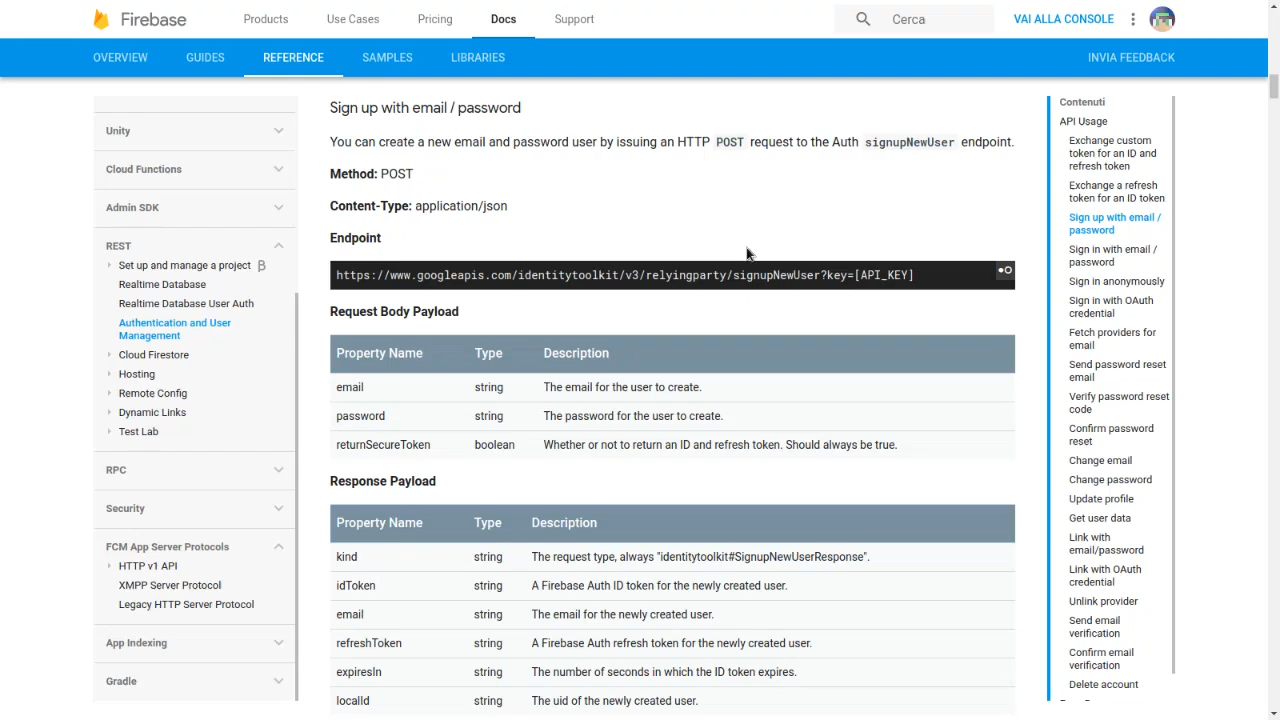 Firebase
Products
Use Cases
Pricing
Docs
Support
Cerca
VAI ALLA CONSOLE
OVERVIEW
GUIDES
REFERENCE
SAMPLES
LIBRARIES
INVIA FEEDBACK
Unity
Cloud Functions
Admin SDK
REST
Set up and manage a project β
Realtime Database
Realtime Database User Auth
Authentication and User
Management
Cloud Firestore
Hosting
Remote Config
Dynamic Links
Test Lab
RPC
Security
FCM App Server Protocols
HTTP v1 API
XMPP Server Protocol
Legacy HTTP Server Protocol
App Indexing
Gradle
Sign up with email / password
You can create a new email and password user by issuing an HTTP POST request to the Auth signupNewUser endpoint.
Method: POST
Content-Type: application/json
Endpoint
https://www.googleapis.com/identitytoolkit/v3/relyingparty/signupNewUser?key=[API_KEY]
Request Body Payload
Property Name Type Description
email string The email for the user to create.
password string The password for the user to create.
returnSecureToken boolean Whether or not to return an ID and refresh token. Should always be true.
Response Payload
Property Name Type Description
kind string The request type, always "identitytoolkit#SignupNewUserResponse".
idToken string A Firebase Auth ID token for the newly created user.
email string The email for the newly created user.
refreshToken string A Firebase Auth refresh token for the newly created user.
expiresIn string The number of seconds in which the ID token expires.
localId string The uid of the newly created user.
Contenuti
API Usage
Exchange custom
token for an ID and
refresh token
Exchange a refresh
token for an ID token
Sign up with email /
password
Sign in with email /
password
Sign in anonymously
Sign in with OAuth
credential
Fetch providers for
email
Send password reset
email
Verify password reset
code
Confirm password
reset
Change email
Change password
Update profile
Get user data
Link with
email/password
Link with OAuth
credential
Unlink provider
Send email
verification
Confirm email
verification
Delete account